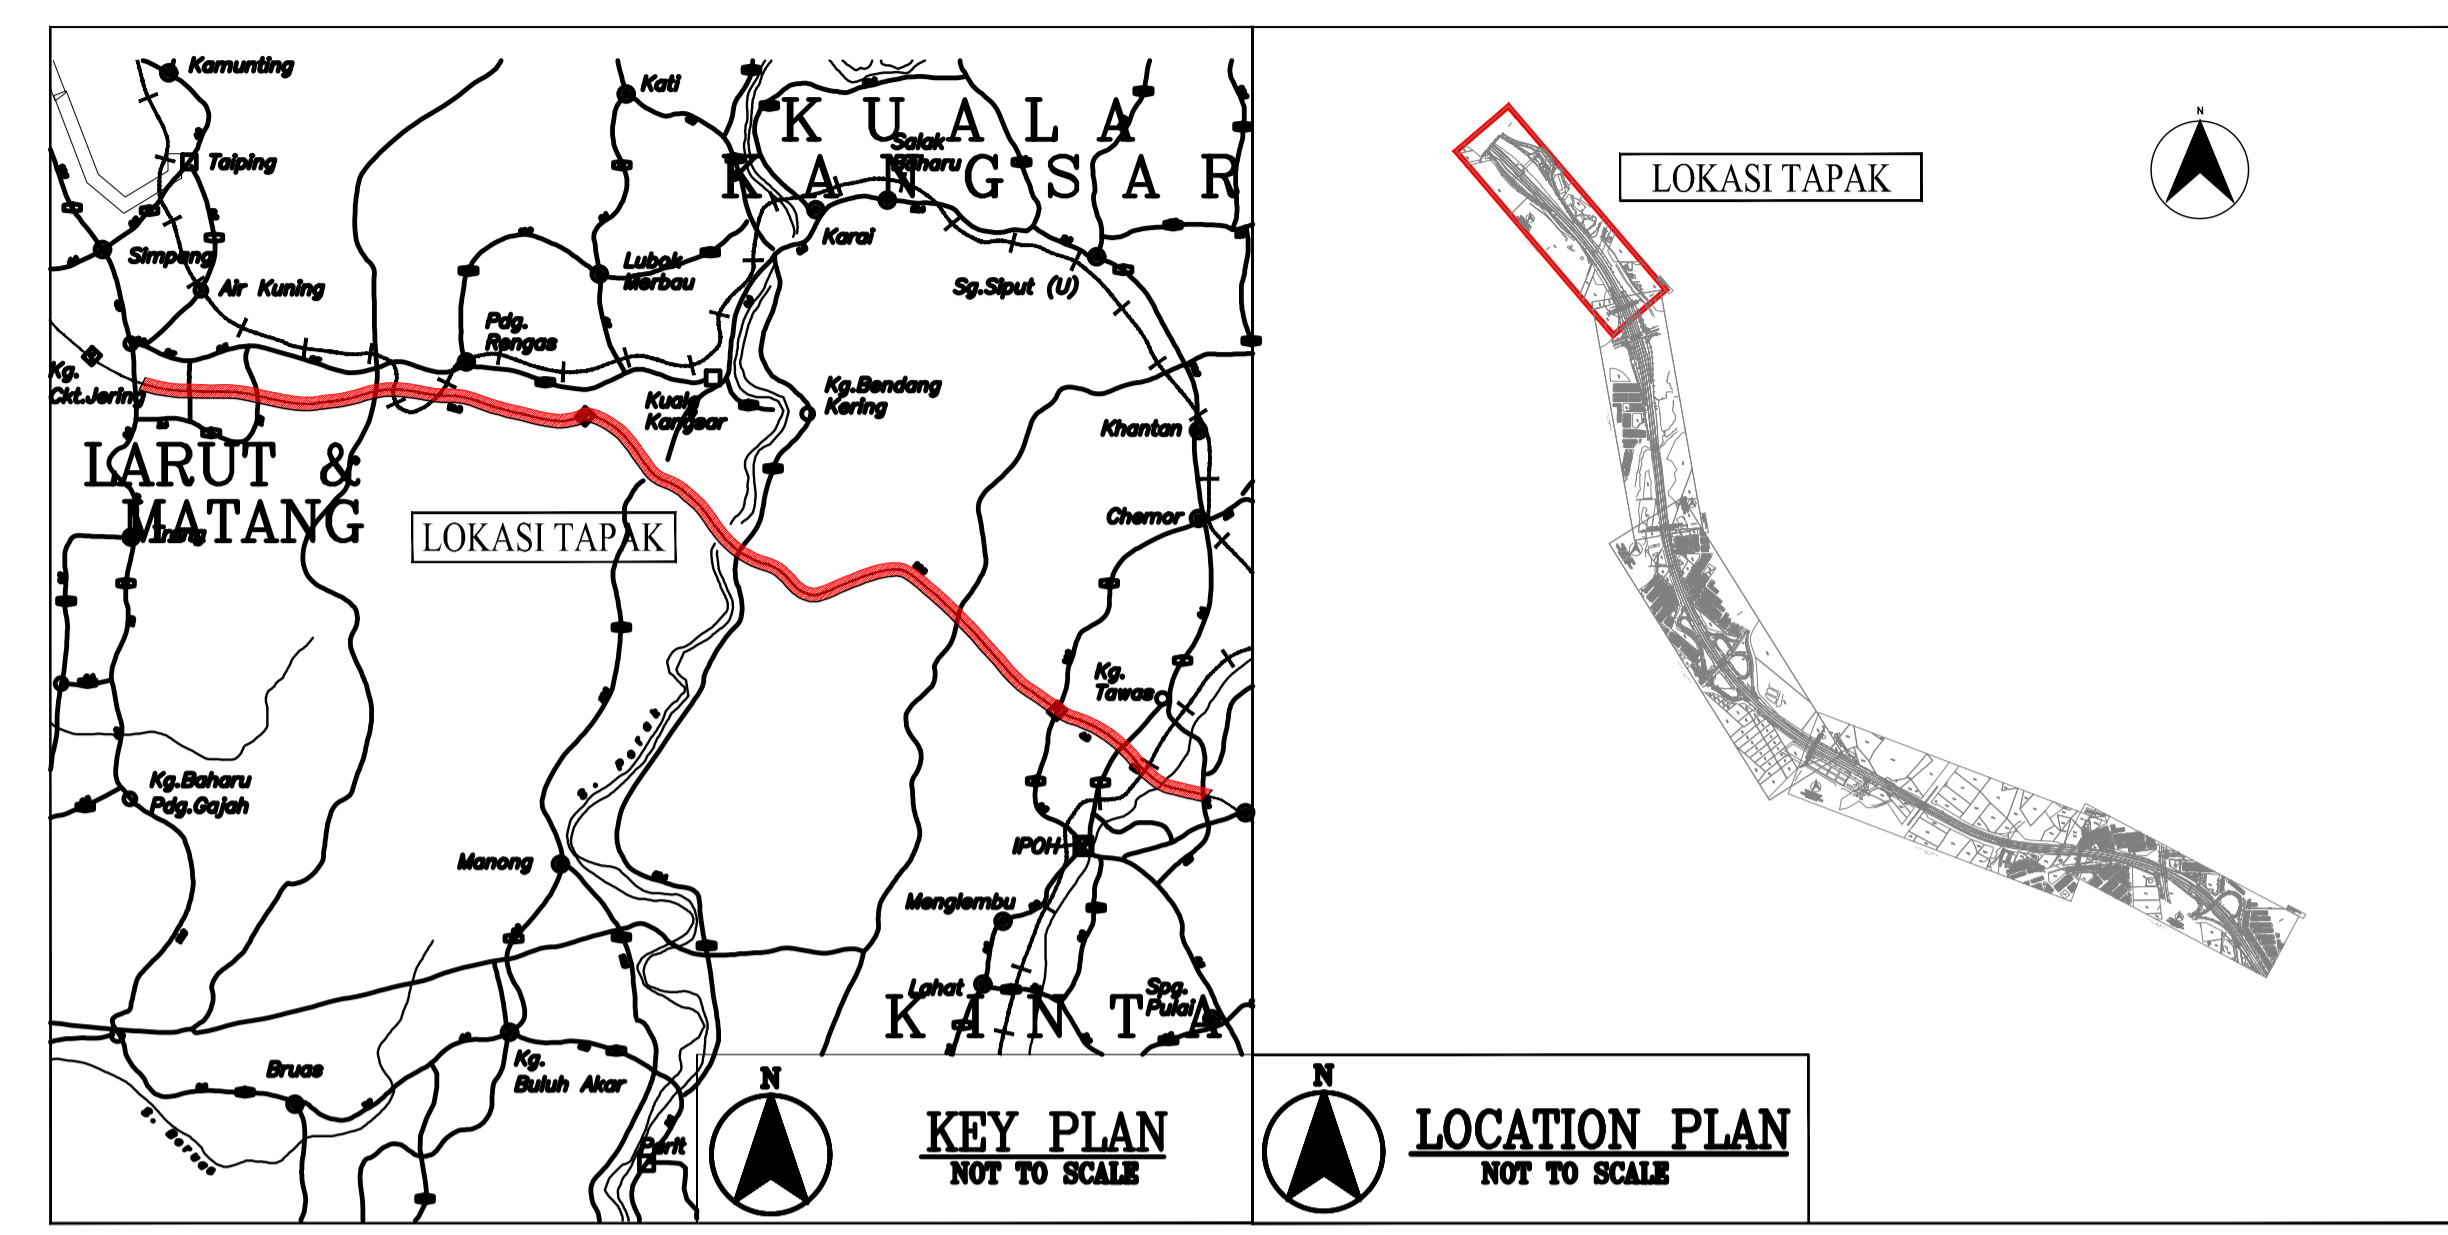 Kamunting
Kati
K U A L A
Salak
Baharu
K A N G S A R
Taiping
Simpang
Air Kuning
Lubok
Merbau
Karai
Sg.Siput (U)
Pdg.
Rengas
Kg.
Ckt.Jering
Kuala
Kangsar
Kg.Bendang
Kering
Khantan
LARUT &
MATANG
LOKASI TAPAK
Chemor
Kg.
Tawas
S. Perak
Kg.Baharu
Pdg.Gajah
Manong
IPOH
Menglembu
Lahat
Spg.
Pulai
K I N T A
Bruas
Kg.
Buluh Akar
S. Beruas
Parit
N
KEY PLAN
NOT TO SCALE
LOKASI TAPAK
N
N
LOCATION PLAN
NOT TO SCALE